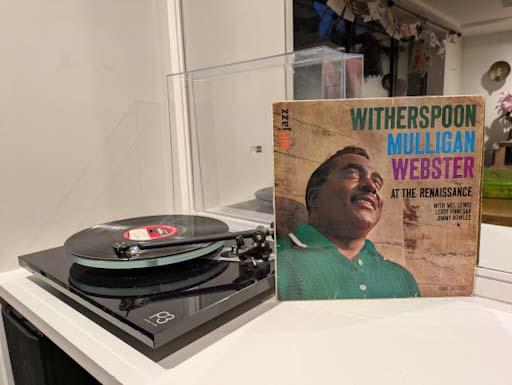 jazz
WITHERSPOON
MULLIGAN
WEBSTER
AT THE RENAISSANCE
WITH MEL LEWIS
LEROY VINNEGAR
JIMMY ROWLES